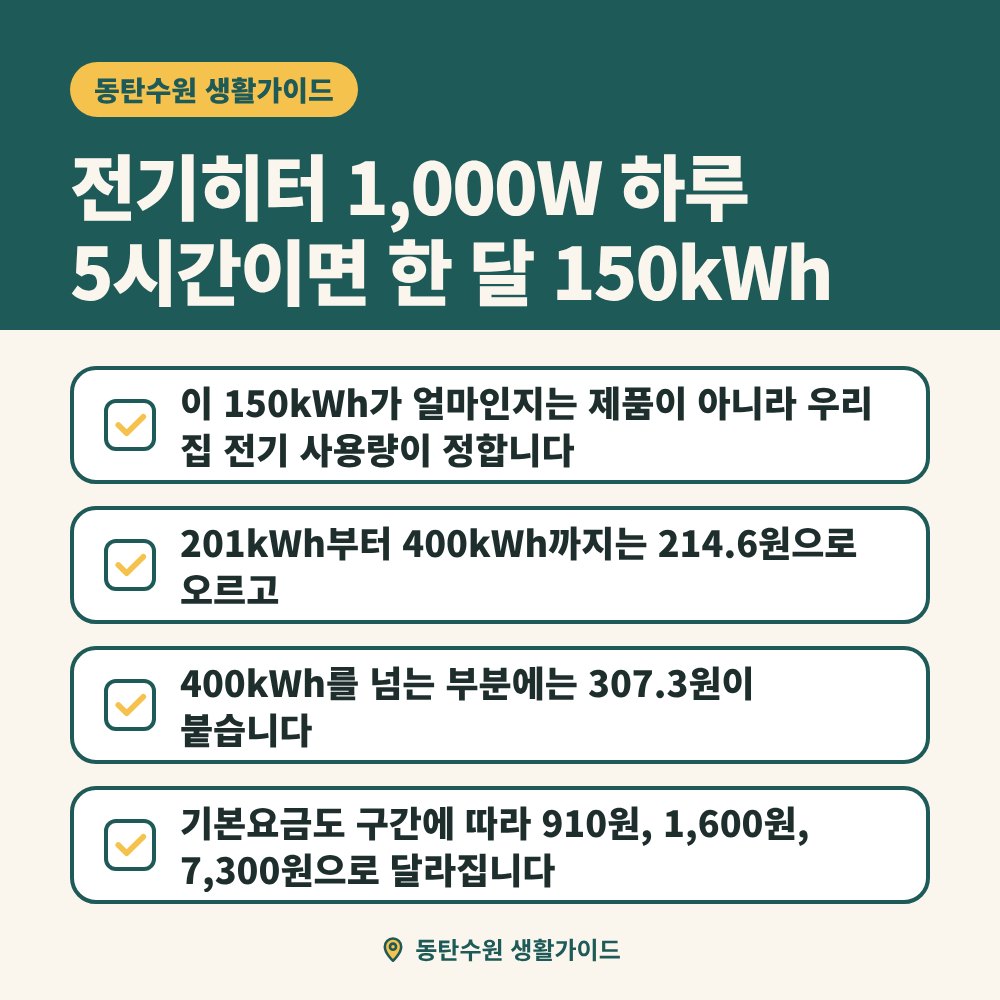 동탄수원 생활가이드
전기히터 1,000W 하루
5시간이면 한 달 150kWh
이 150kWh가 얼마인지는 제품이 아니라 우리
집 전기 사용량이 정합니다
201kWh부터 400kWh까지는 214.6원으로
오르고
400kWh를 넘는 부분에는 307.3원이
붙습니다
기본요금도 구간에 따라 910원, 1,600원,
7,300원으로 달라집니다
동탄수원 생활가이드